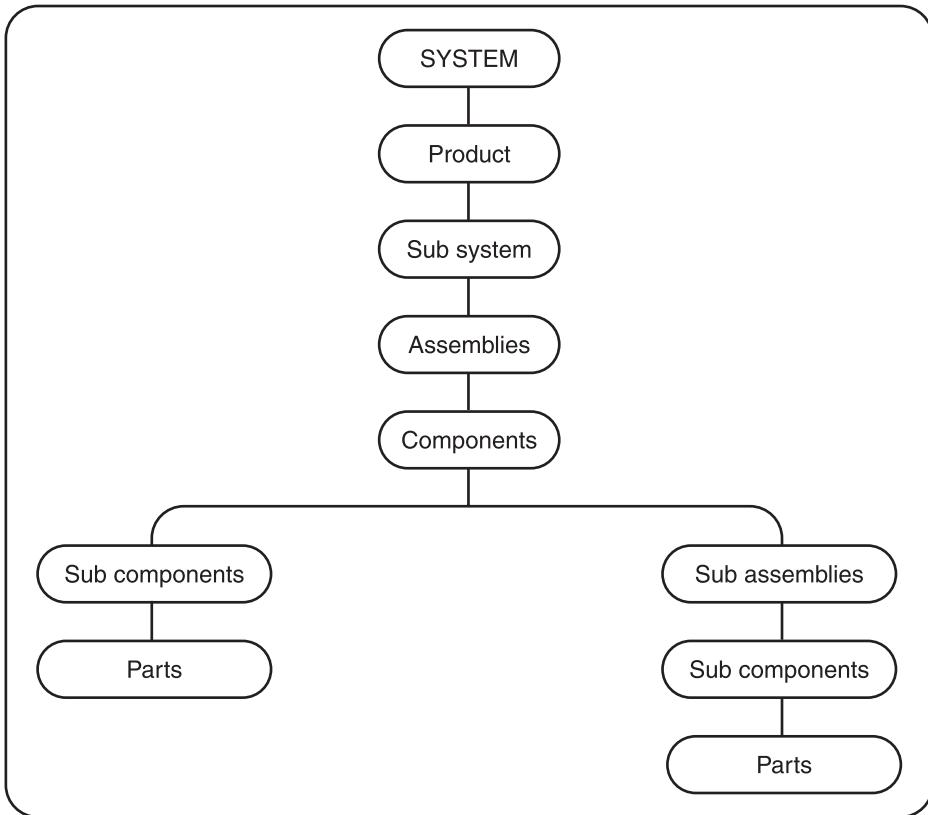 SYSTEM
Product
Sub system
Assemblies
Components
Sub components
Sub assemblies
Parts
Sub components
Parts